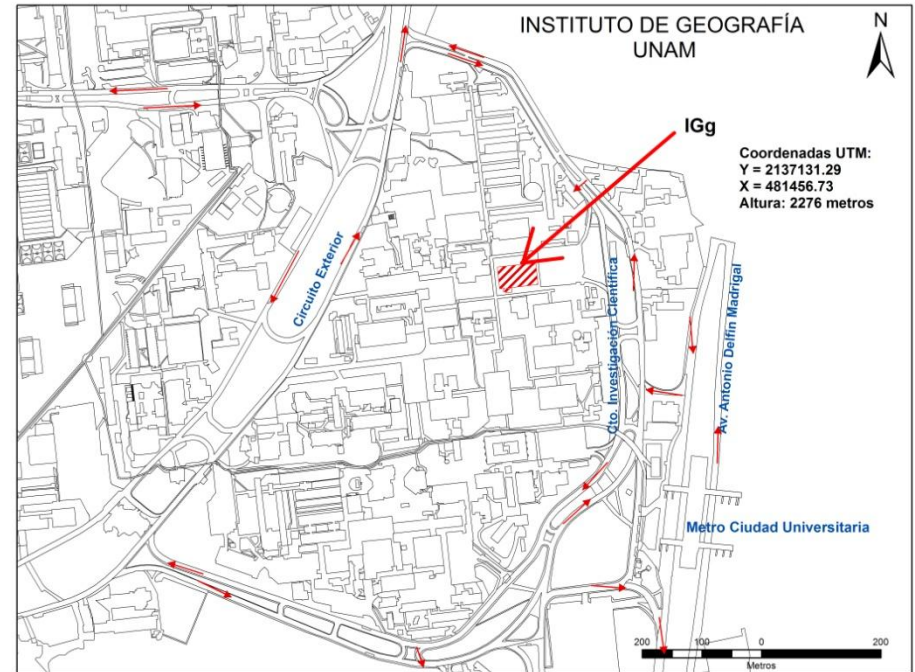 INSTITUTO DE GEOGRAFÍA
UNAM
N
IGg
Coordenadas UTM:
Y = 2137131.29
X = 481456.73
Altura: 2276 metros
Circuito Exterior
Cto. Investigación Científica
Av. Antonio Delfín Madrigal
Metro Ciudad Universitaria
200 100 0 200
Metros